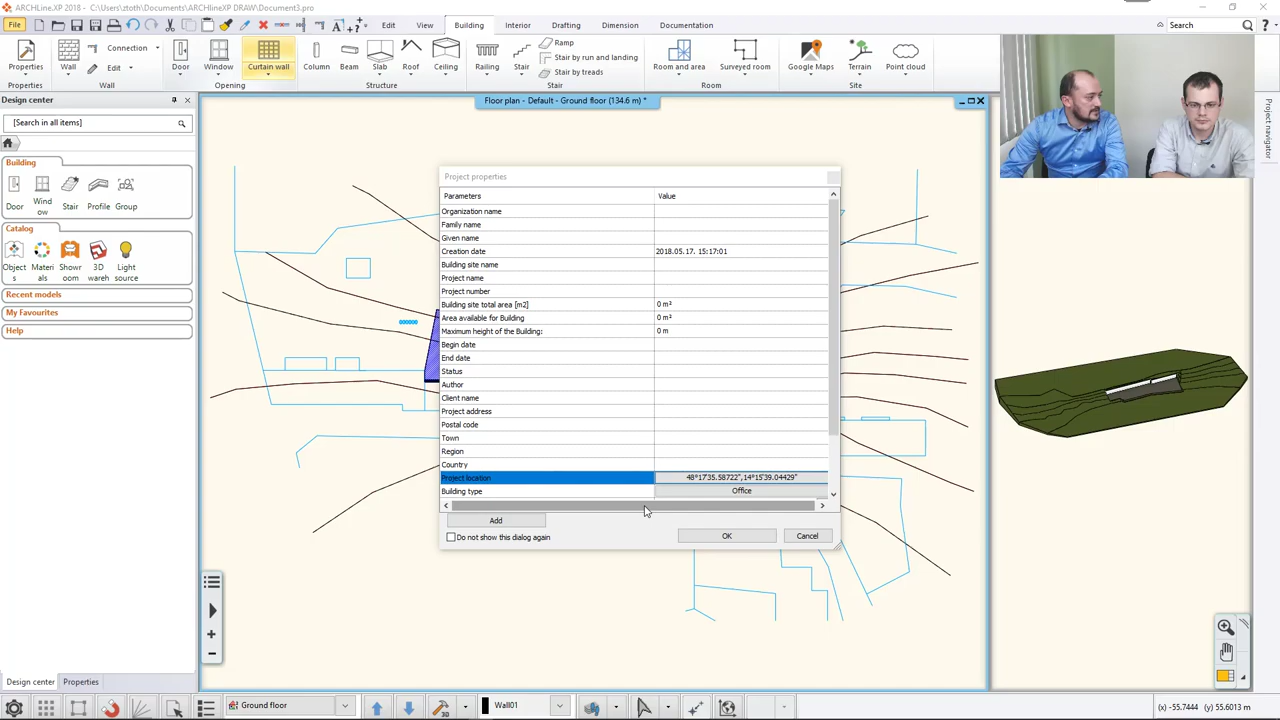 ARCHLine.XP 2018 - C:\Users\ztoth\Documents\ARCHlineXP DRAW\Document3.pro
File
Edit View Building Interior Drafting Dimension Documentation
Search
Properties
Wall
Connection
Edit
Door
Window
Curtain wall
Column
Beam
Slab
Roof
Ceiling
Railing
Stair
Ramp
Stair by run and landing
Stair by treads
Room and area
Surveyed room
Google Maps
Terrain
Point cloud
Properties Wall Opening Structure Stair Room Site
Design center
[Search in all items]
Building
Door
Window
Stair
Profile
Group
Catalog
Objects
Materials
Showroom
3D wareh
Light source
Recent models
My Favourites
Help
Floor plan - Default - Ground floor (134.6 m) *
Project navigator
Project properties
Parameters Value
Organization name
Family name
Given name
Creation date 2018.05.17. 15:17:01
Building site name
Project name
Project number
Building site total area [m2] 0 m²
Area available for Building 0 m²
Maximum height of the Building: 0 m
Begin date
End date
Status
Author
Client name
Project address
Postal code
Town
Region
Country
Project location 48°17'35.58722",14°15'39.04429"
Building type Office
Add
Do not show this dialog again
OK Cancel
Design center Properties
Ground floor
Wall01
(x) -55.7444 (y) 55.6013 m